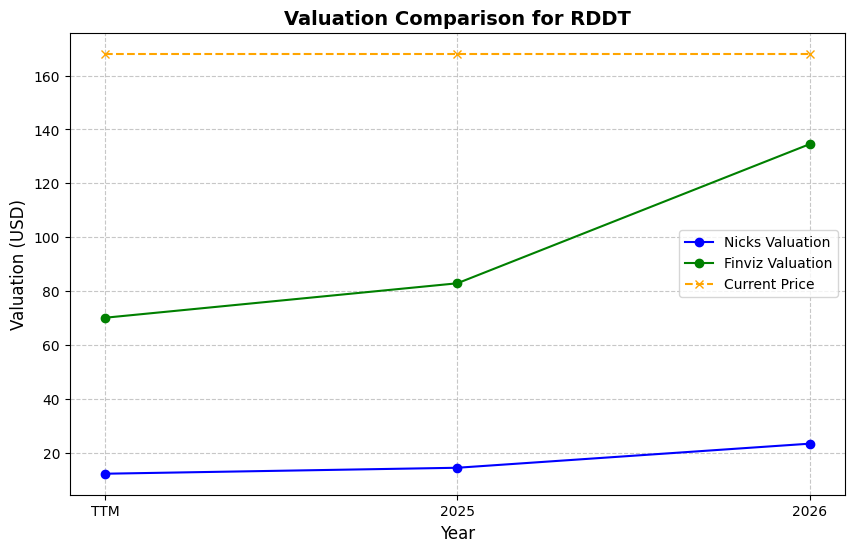 Valuation Comparison for RDDT
Valuation (USD)
160
140
120
100
80
60
40
20
Nicks Valuation
Finviz Valuation
Current Price
TTM
2025
2026
Year